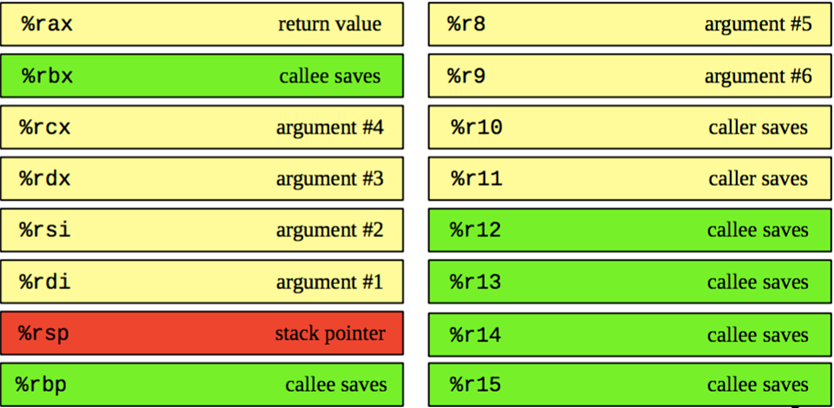 %rax return value
%rbx callee saves
%rcx argument #4
%rdx argument #3
%rsi argument #2
%rdi argument #1
%rsp stack pointer
%rbp callee saves
%r8 argument #5
%r9 argument #6
%r10 caller saves
%r11 caller saves
%r12 callee saves
%r13 callee saves
%r14 callee saves
%r15 callee saves